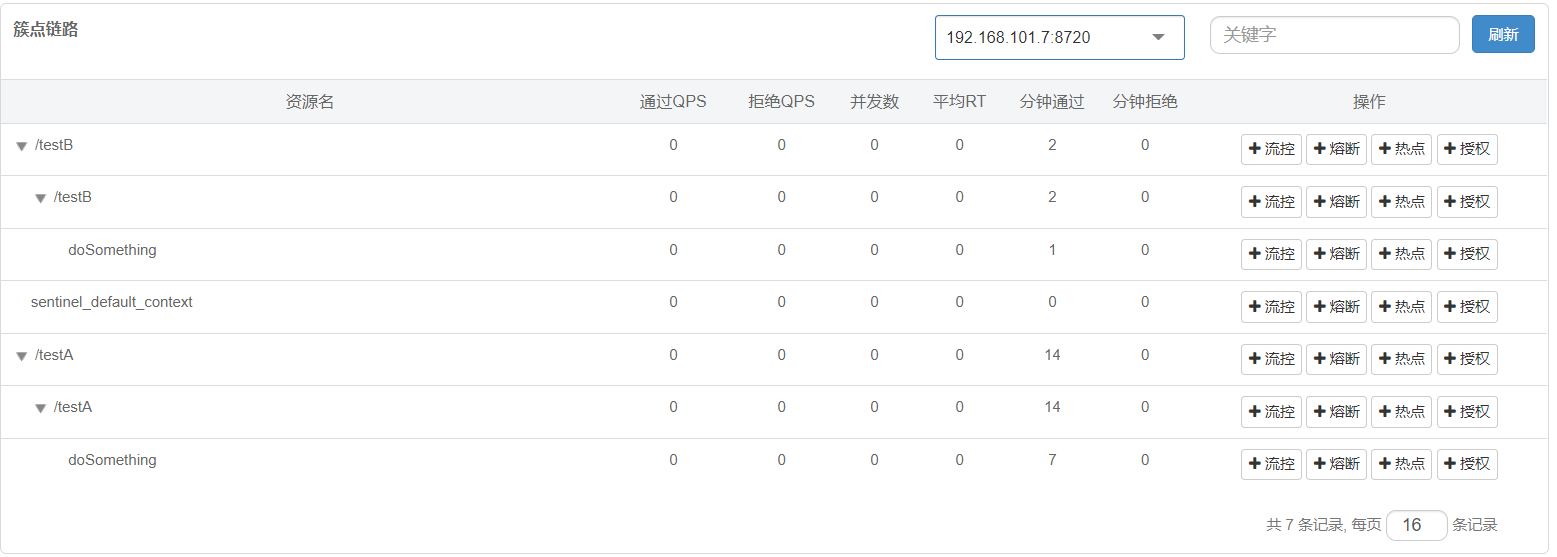 簇点链路
192.168.101.7:8720
关键字
刷新
资源名 通过QPS 拒绝QPS 并发数 平均RT 分钟通过 分钟拒绝 操作
/testB 0 0 0 0 2 0 流控 熔断 热点 授权
/testB 0 0 0 0 2 0 流控 熔断 热点 授权
doSomething 0 0 0 0 1 0 流控 熔断 热点 授权
sentinel_default_context 0 0 0 0 0 0 流控 熔断 热点 授权
/testA 0 0 0 0 14 0 流控 熔断 热点 授权
/testA 0 0 0 0 14 0 流控 熔断 热点 授权
doSomething 0 0 0 0 7 0 流控 熔断 热点 授权
共 7 条记录, 每页 16 条记录